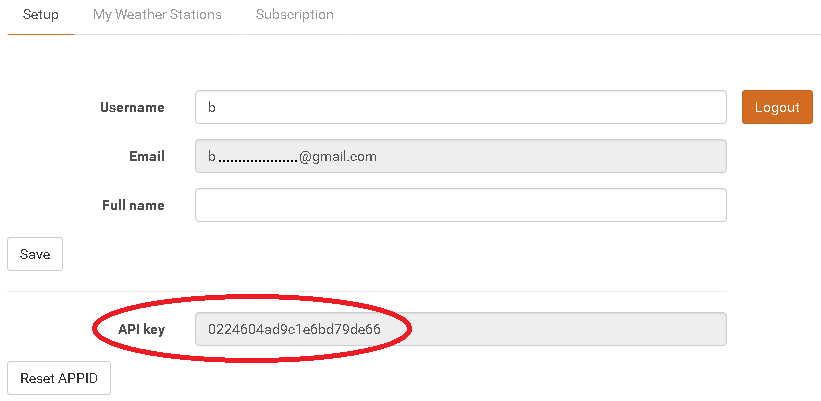 Setup My Weather Stations Subscription
Username b Logout
Email b....................@gmail.com
Full name
Save
API key 0224604ad9c1e6bd79de66
Reset APPID